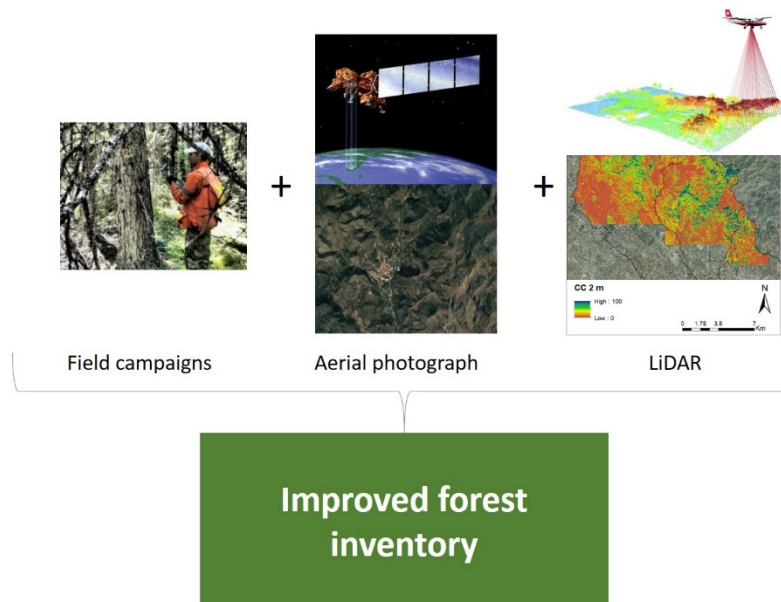 +
+
CC 2 m
High : 100
Low : 0
N
0 1.75 3.5 7
Km
Field campaigns
Aerial photograph
LiDAR
Improved forest
inventory